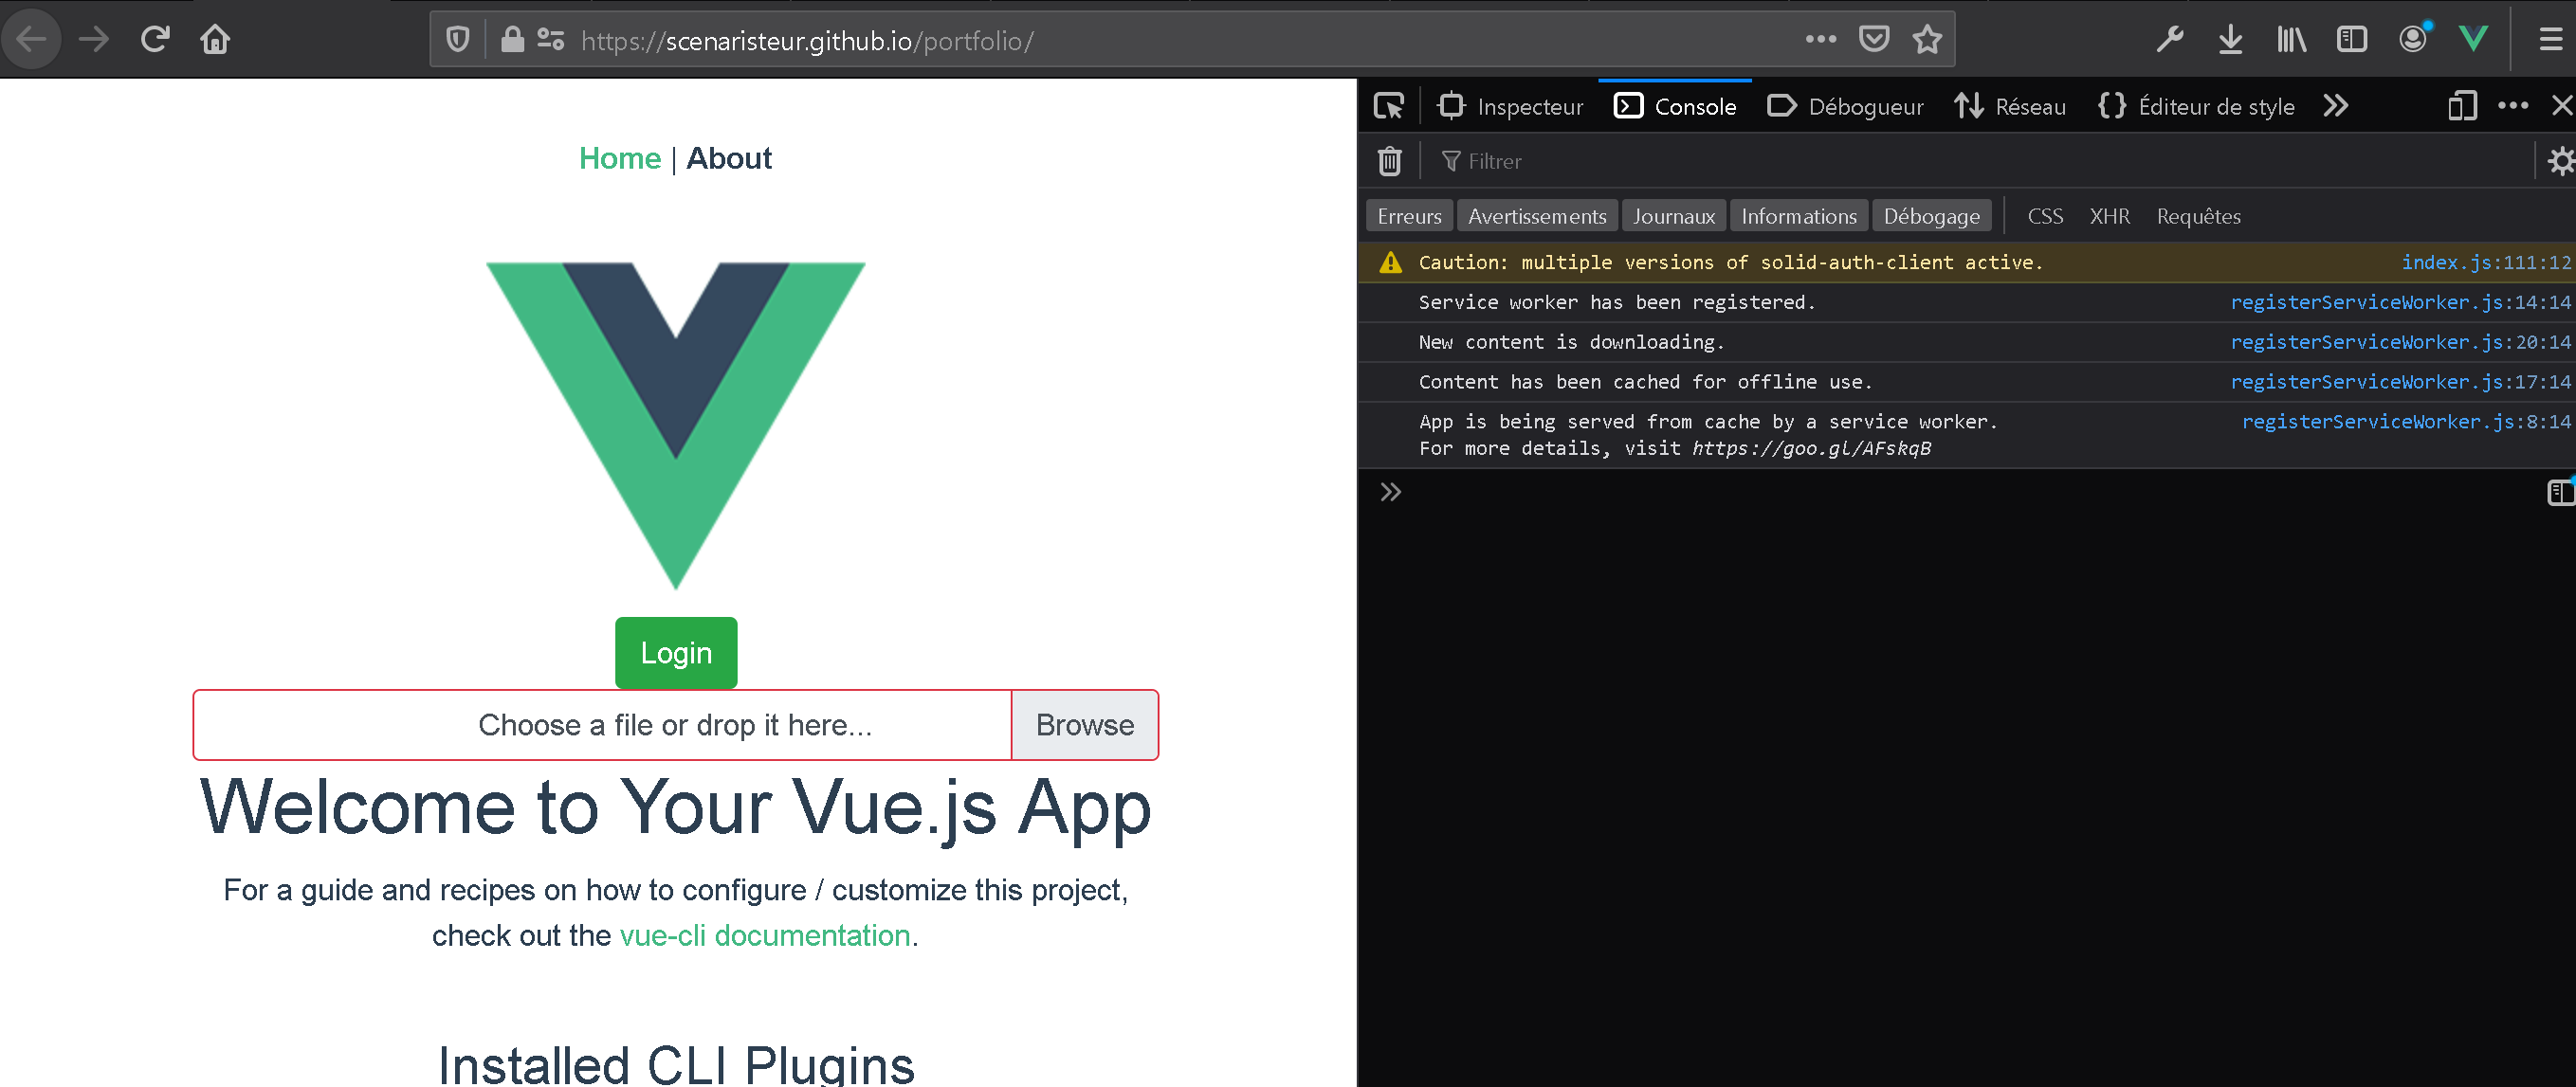 https://scenaristeur.github.io/portfolio/
Home | About
Login
Choose a file or drop it here...
Browse
Welcome to Your Vue.js App
For a guide and recipes on how to configure / customize this project,
check out the vue-cli documentation.
Installed CLI Plugins
Inspecteur
Console
Débogueur
Réseau
Éditeur de style
Filtrer
Erreurs
Avertissements
Journaux
Informations
Débogage
CSS
XHR
Requêtes
Caution: multiple versions of solid-auth-client active. index.js:111:12
Service worker has been registered. registerServiceWorker.js:14:14
New content is downloading. registerServiceWorker.js:20:14
Content has been cached for offline use. registerServiceWorker.js:17:14
App is being served from cache by a service worker. registerServiceWorker.js:8:14
For more details, visit https://goo.gl/AFskqB